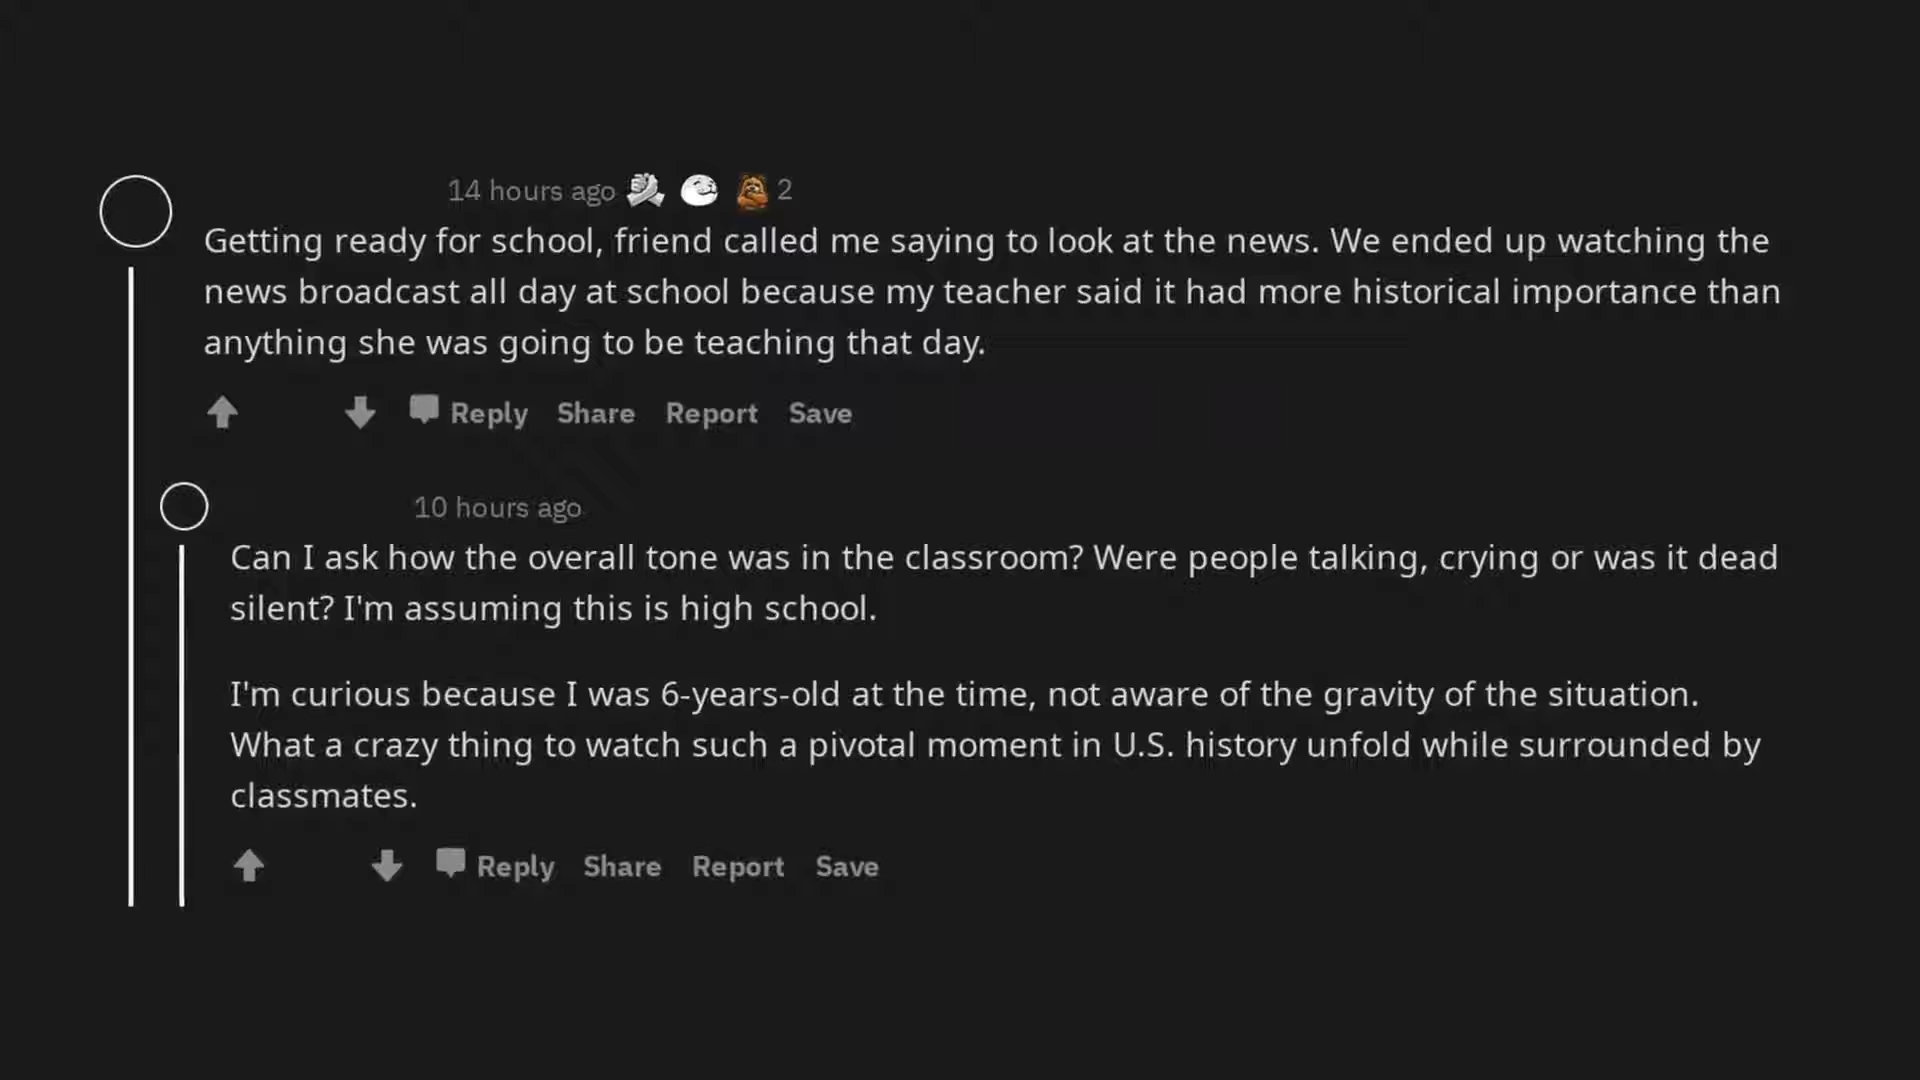 14 hours ago 2
Getting ready for school, friend called me saying to look at the news. We ended up watching the
news broadcast all day at school because my teacher said it had more historical importance than
anything she was going to be teaching that day.
Reply Share Report Save
10 hours ago
Can I ask how the overall tone was in the classroom? Were people talking, crying or was it dead
silent? I'm assuming this is high school.
I'm curious because I was 6-years-old at the time, not aware of the gravity of the situation.
What a crazy thing to watch such a pivotal moment in U.S. history unfold while surrounded by
classmates.
Reply Share Report Save